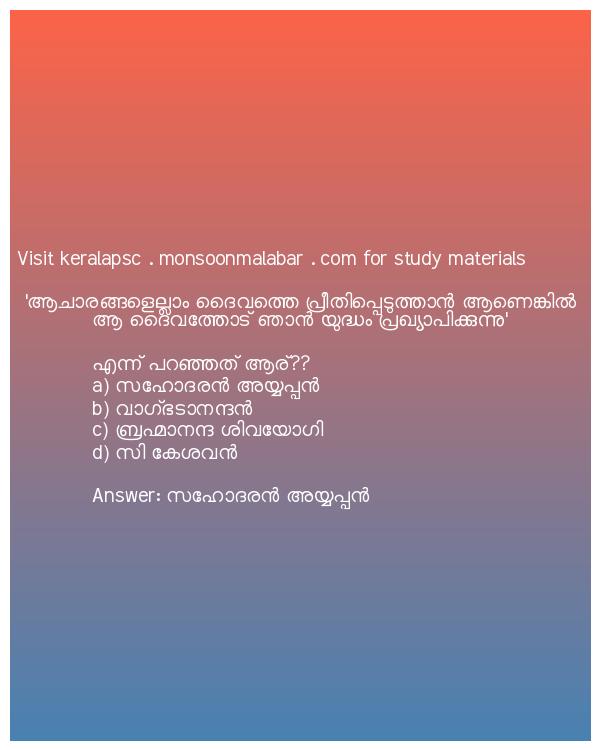 Visit keralapsc . monsoonmalabar . com for study materials
'ആചാരങ്ങളെല്ലാം ദൈവത്തെ പ്രീതിപ്പെടുത്താൻ ആണെങ്കിൽ
ആ ദൈവത്തോട് ഞാൻ യുദ്ധം പ്രഖ്യാപിക്കുന്നു'
എന്ന് പറഞ്ഞത് ആര്??
a) സഹോദരൻ അയ്യപ്പൻ
b) വാഗ്ഭടാനന്ദൻ
c) ബ്രഹ്മാനന്ദ ശിവയോഗി
d) സി കേശവൻ
Answer: സഹോദരൻ അയ്യപ്പൻ